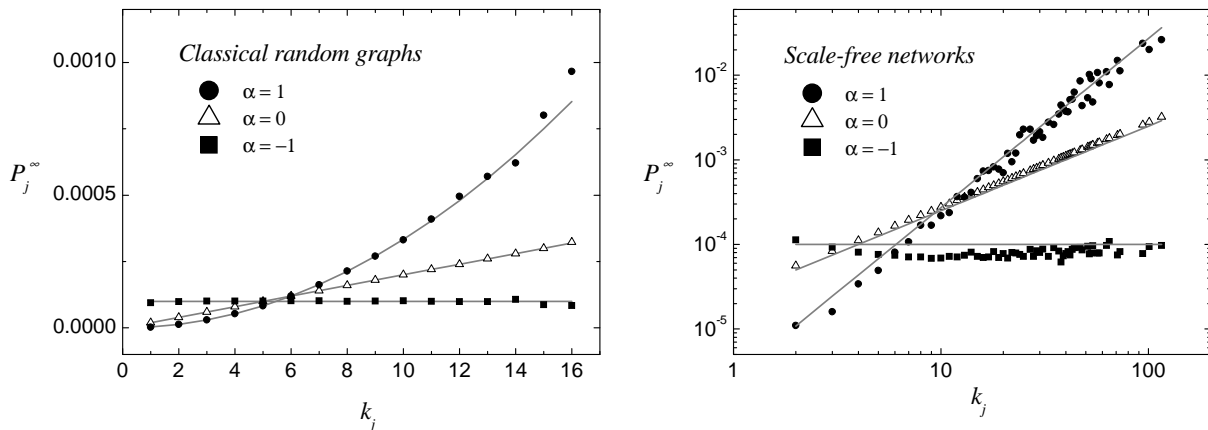 Classical random graphs
α = 1
α = 0
α = −1
0.0010
0.0005
0.0000
P_j^∞
0 2 4 6 8 10 12 14 16
k_j
Scale-free networks
α = 1
α = 0
α = −1
10^-2
10^-3
10^-4
10^-5
P_j^∞
1 10 100
k_j